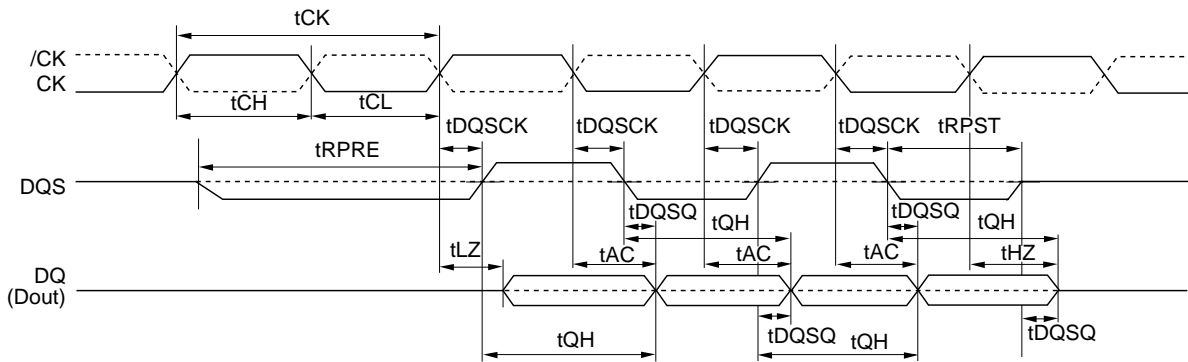 tCK
/CK
CK
tCH
tCL
tDQSCK
tDQSCK
tDQSCK
tDQSCK
tRPST
tRPRE
DQS
tDQSQ
tQH
tDQSQ
tQH
tLZ
tAC
tAC
tAC
tHZ
DQ
(Dout)
tQH
tDQSQ
tQH
tDQSQ